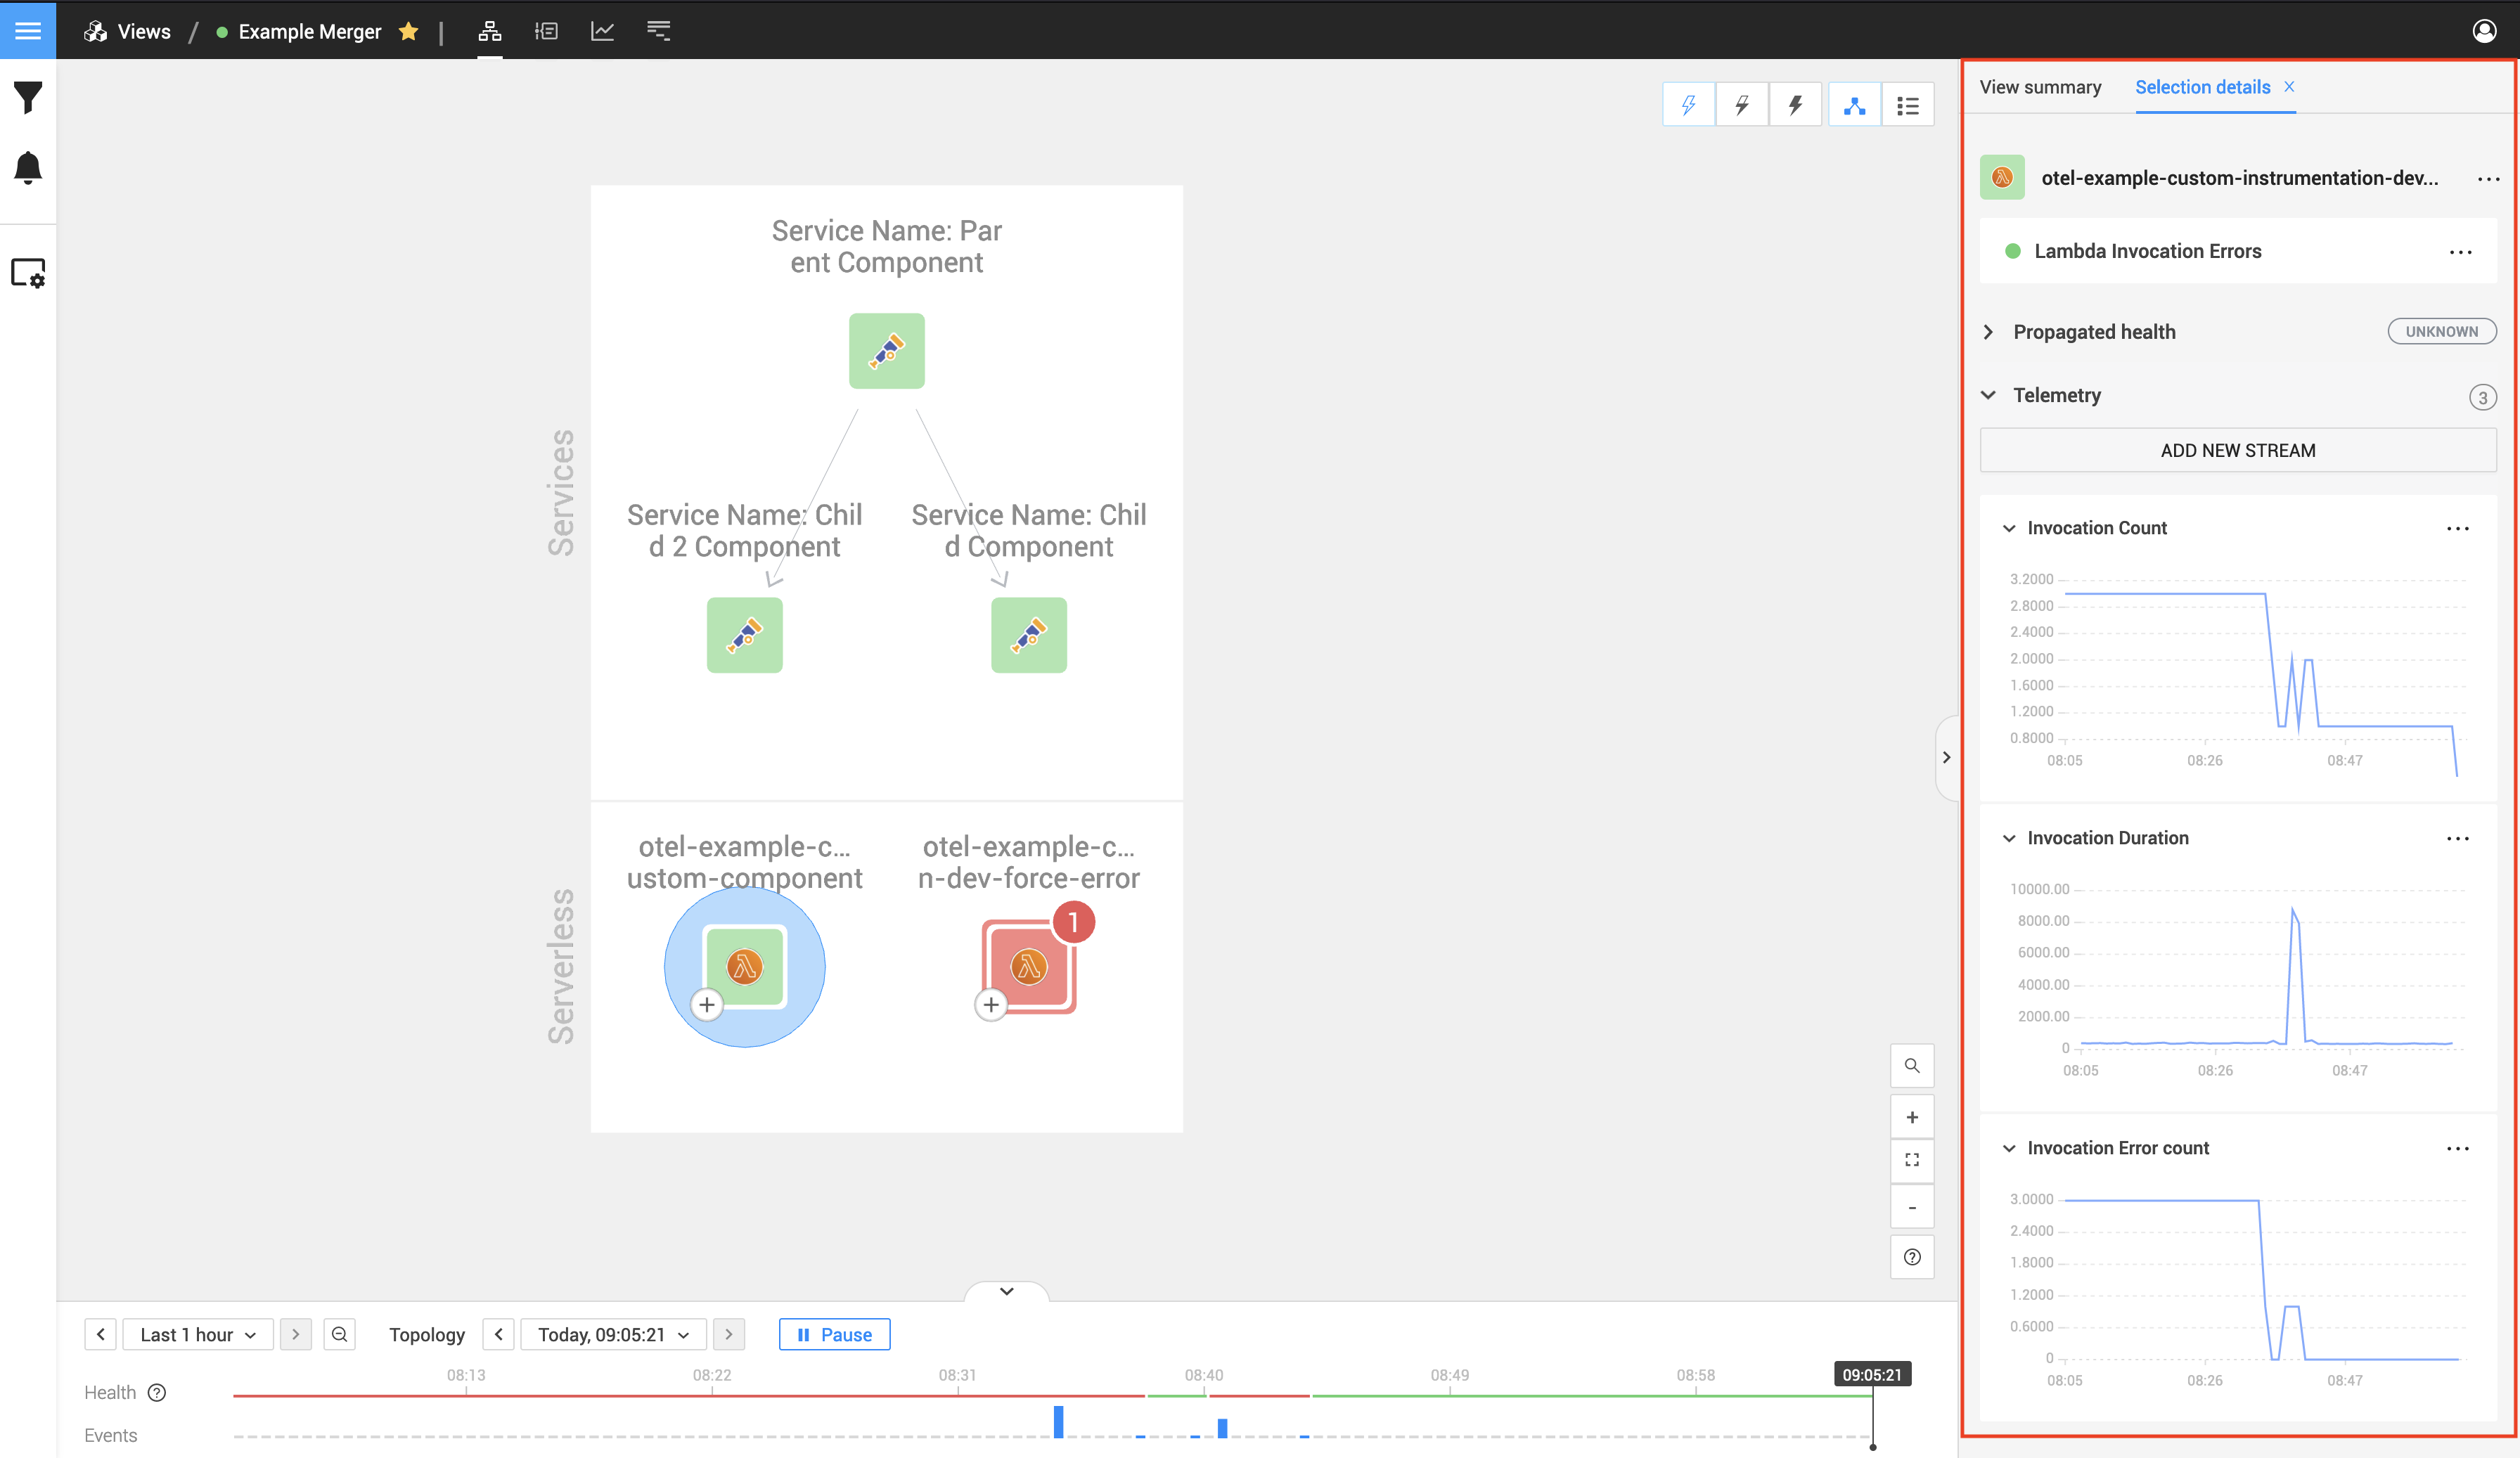 Views / Example Merger
View summary
Selection details
otel-example-custom-instrumentation-dev...
Lambda Invocation Errors
Propagated health
UNKNOWN
Telemetry
3
ADD NEW STREAM
Invocation Count
3.2000
2.8000
2.4000
2.0000
1.6000
1.2000
0.8000
08:05
08:26
08:47
Invocation Duration
10000.00
8000.00
6000.00
4000.00
2000.00
0
08:05
08:26
08:47
Invocation Error count
3.0000
2.4000
1.8000
1.2000
0.6000
0
08:05
08:26
08:47
Services
Service Name: Par
ent Component
Service Name: Chil
d 2 Component
Service Name: Chil
d Component
Serverless
otel-example-c...
ustom-component
otel-example-c...
n-dev-force-error
1
Last 1 hour
Topology
Today, 09:05:21
Pause
08:13
08:22
08:31
08:40
08:49
08:58
09:05:21
Health
Events